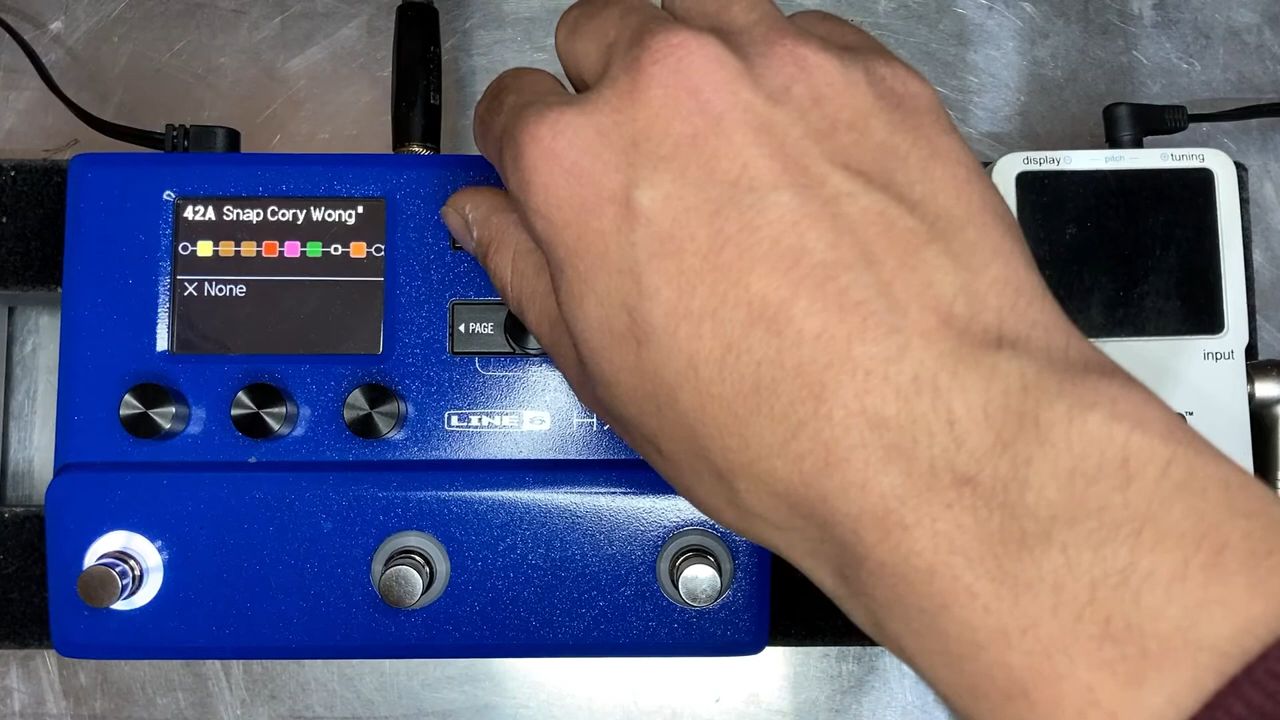 42A Snap Cory Wong"
X None
◀ PAGE
LINE 6 H
display pitch tuning
input